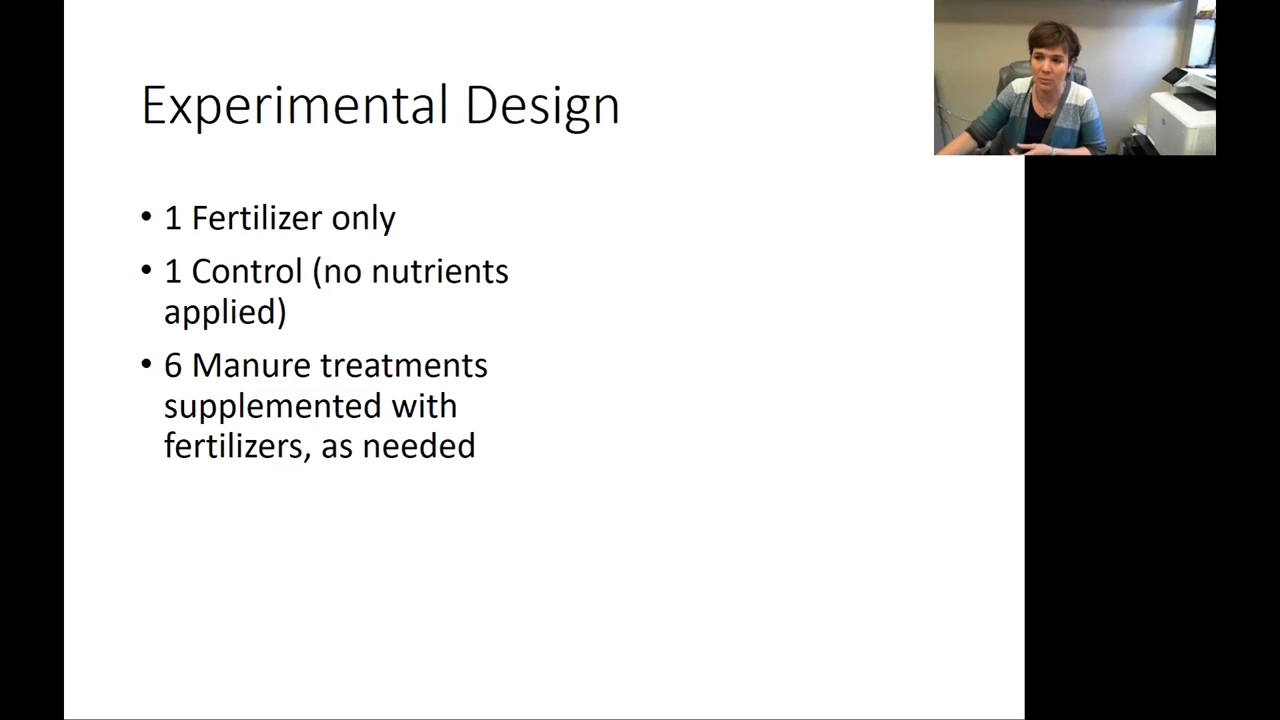 Experimental Design
• 1 Fertilizer only
• 1 Control (no nutrients
applied)
• 6 Manure treatments
supplemented with
fertilizers, as needed